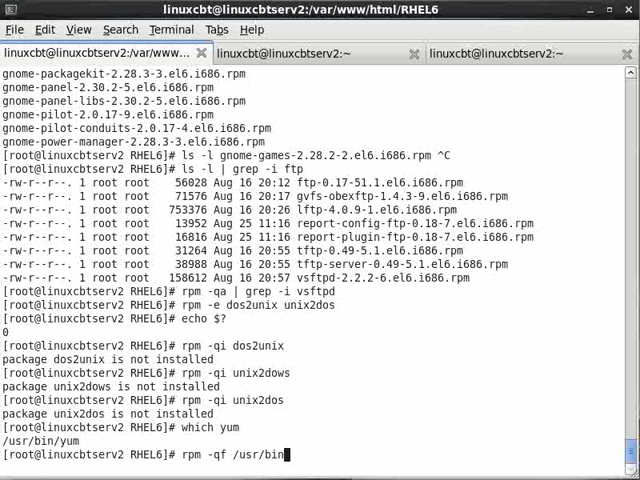 linuxcbt@linuxcbtserv2:/var/www/html/RHEL6
File Edit View Search Terminal Tabs Help
linuxcbt@linuxcbtserv2:/var/www... linuxcbt@linuxcbtserv2:~ linuxcbt@linuxcbtserv2:~
gnome-packagekit-2.28.3-3.el6.i686.rpm
gnome-panel-2.30.2-5.el6.i686.rpm
gnome-panel-libs-2.30.2-5.el6.i686.rpm
gnome-pilot-2.0.17-9.el6.i686.rpm
gnome-pilot-conduits-2.0.17-4.el6.i686.rpm
gnome-power-manager-2.28.3-3.el6.i686.rpm
[root@linuxcbtserv2 RHEL6]# ls -l gnome-games-2.28.2-2.el6.i686.rpm ^C
[root@linuxcbtserv2 RHEL6]# ls -l | grep -i ftp
-rw-r--r--. 1 root root 56028 Aug 16 20:12 ftp-0.17-51.1.el6.i686.rpm
-rw-r--r--. 1 root root 71576 Aug 16 20:17 gvfs-obexftp-1.4.3-9.el6.i686.rpm
-rw-r--r--. 1 root root 753376 Aug 16 20:26 lftp-4.0.9-1.el6.i686.rpm
-rw-r--r--. 1 root root 13952 Aug 25 11:16 report-config-ftp-0.18-7.el6.i686.rpm
-rw-r--r--. 1 root root 16816 Aug 25 11:16 report-plugin-ftp-0.18-7.el6.i686.rpm
-rw-r--r--. 1 root root 31264 Aug 16 20:55 tftp-0.49-5.1.el6.i686.rpm
-rw-r--r--. 1 root root 38988 Aug 16 20:55 tftp-server-0.49-5.1.el6.i686.rpm
-rw-r--r--. 1 root root 158612 Aug 16 20:57 vsftpd-2.2.2-6.el6.i686.rpm
[root@linuxcbtserv2 RHEL6]# rpm -qa | grep -i vsftpd
[root@linuxcbtserv2 RHEL6]# rpm -e dos2unix unix2dos
[root@linuxcbtserv2 RHEL6]# echo $?
0
[root@linuxcbtserv2 RHEL6]# rpm -qi dos2unix
package dos2unix is not installed
[root@linuxcbtserv2 RHEL6]# rpm -qi unix2dows
package unix2dows is not installed
[root@linuxcbtserv2 RHEL6]# rpm -qi unix2dos
package unix2dos is not installed
[root@linuxcbtserv2 RHEL6]# which yum
/usr/bin/yum
[root@linuxcbtserv2 RHEL6]# rpm -qf /usr/bin